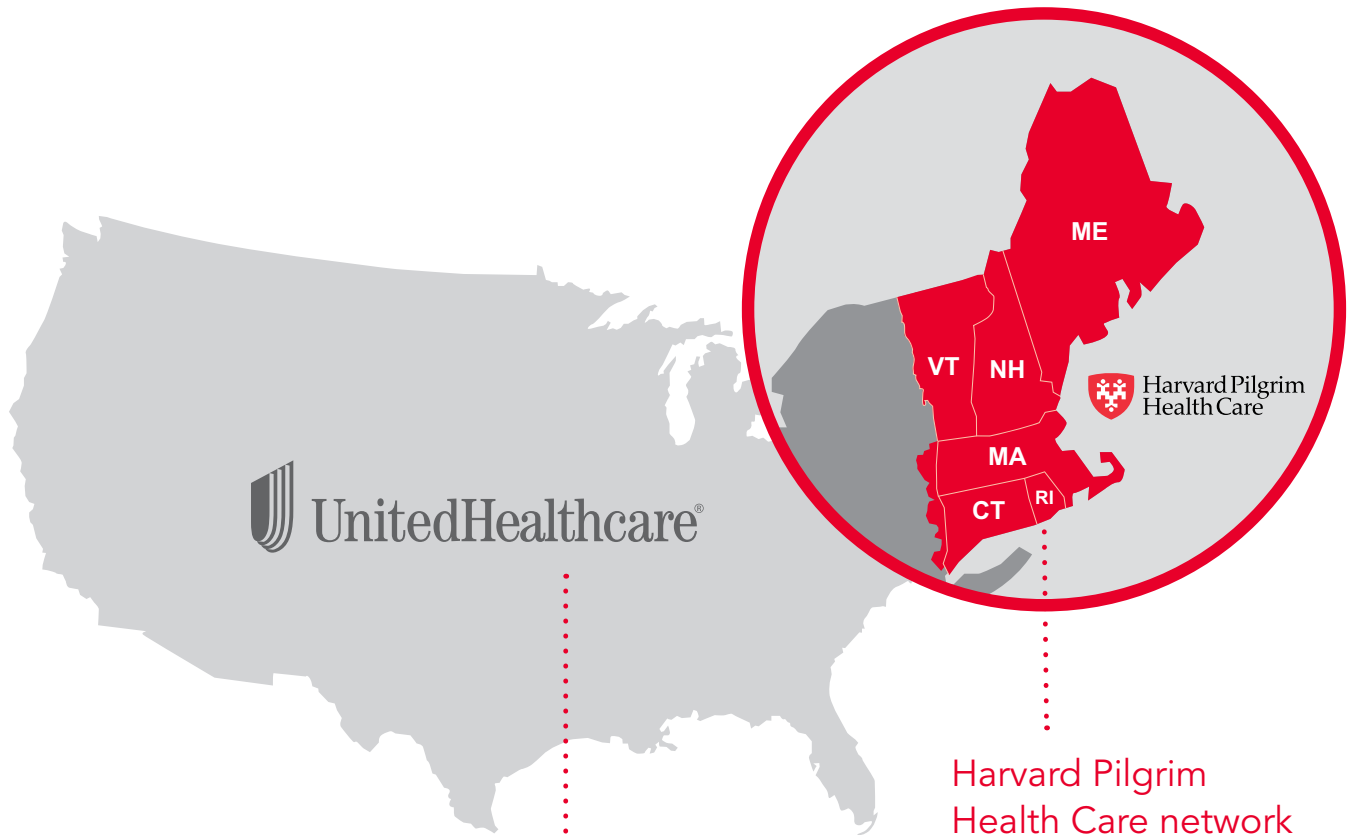 ME
VT
NH
Harvard Pilgrim
Health Care
MA
RI
CT
UnitedHealthcare®
Harvard Pilgrim
Health Care network